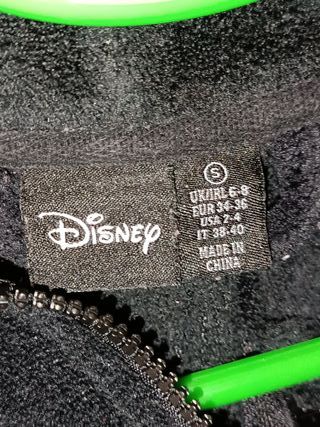 Disney
S
UK/IRL 6-8
EUR 34-36
USA 2-4
IT 38-40
MADE IN
CHINA